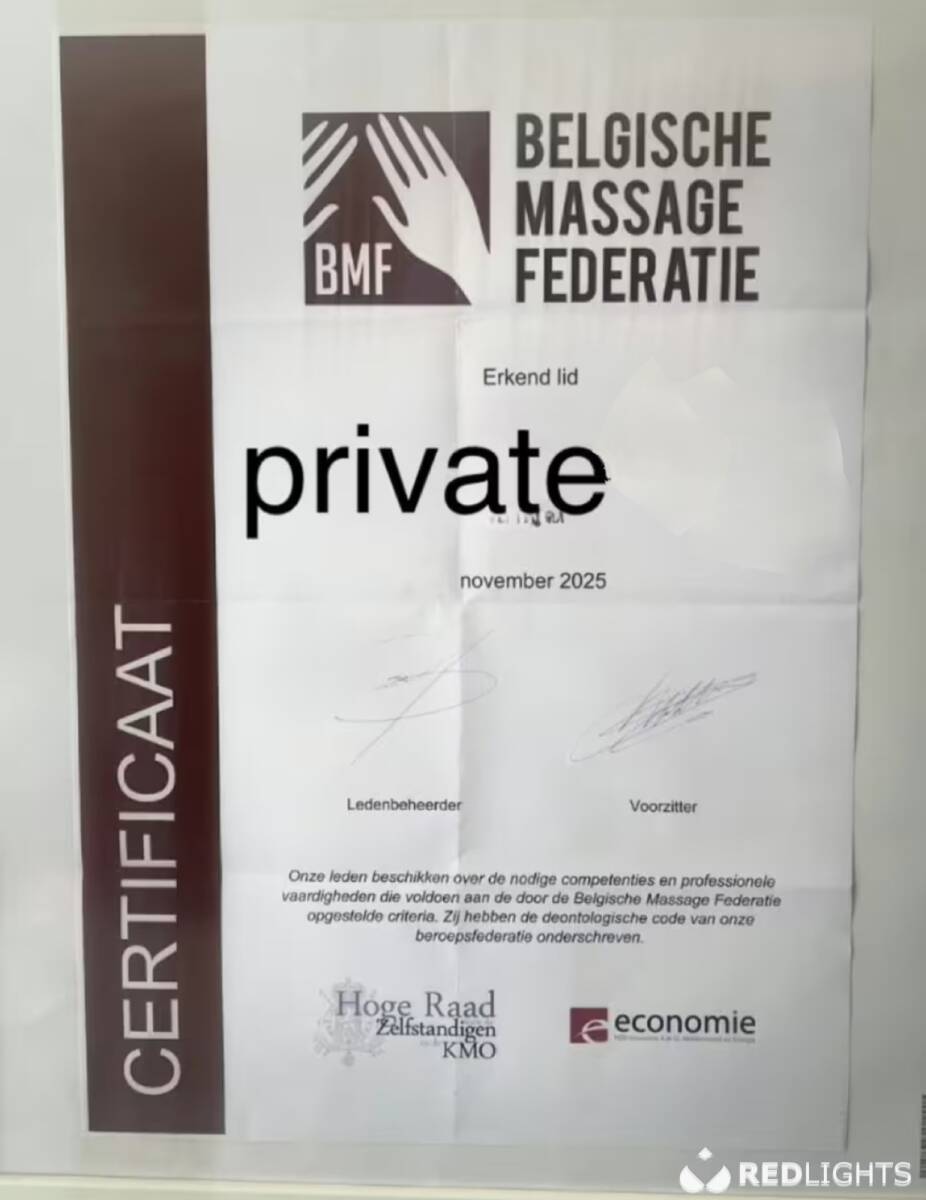 BELGISCHE
MASSAGE
FEDERATIE
BMF
Erkend lid
private
november 2025
Ledenbeheerder
Voorzitter
Onze leden beschikken over de nodige competenties en professionele
vaardigheden die voldoen aan de door de Belgische Massage Federatie
opgestelde criteria. Zij hebben de deontologische code van onze
beroepsfederatie onderschreven.
Hoge Raad
Zelfstandigen
KMO
economie
CERTIFICAAT
REDLIGHTS